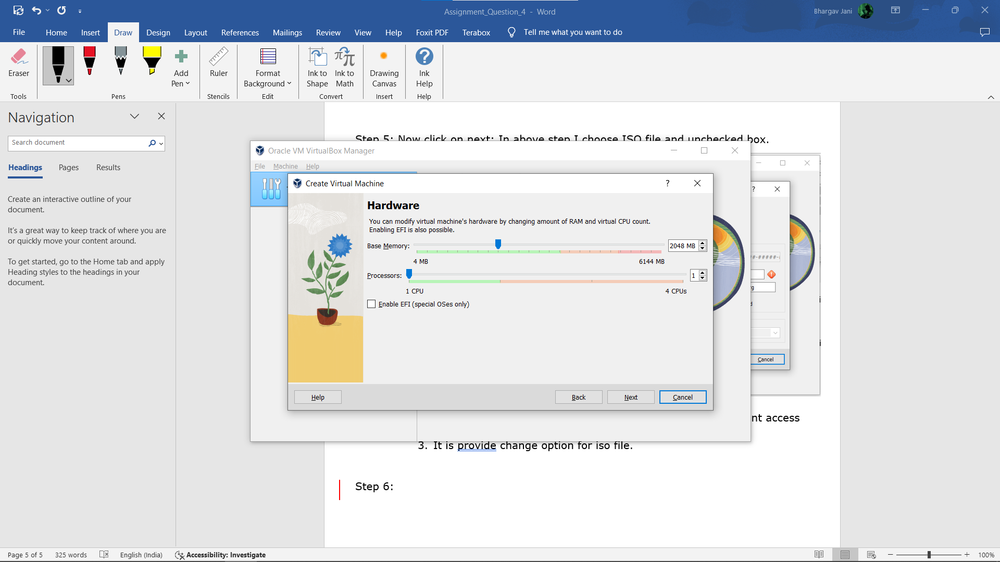 Assignment_Question_4 - Word
Bhargav Jani
File
Home
Insert
Draw
Design
Layout
References
Mailings
Review
View
Help
Foxit PDF
Terabox
Tell me what you want to do
Eraser
Add
Pen
Ruler
Format
Background
Ink to
Shape
Ink to
Math
Drawing
Canvas
Ink
Help
Tools
Pens
Stencils
Edit
Convert
Insert
Help
Navigation
Search document
Headings
Pages
Results
Create an interactive outline of your
document.
It's a great way to keep track of where you are
or quickly move your content around.
To get started, go to the Home tab and apply
Heading styles to the headings in your
document.
Step 5: Now click on next: In above step I choose ISO file and unchecked box.
Oracle VM VirtualBox Manager
File
Machine
Help
Create Virtual Machine
?
Hardware
You can modify virtual machine's hardware by changing amount of RAM and virtual CPU count.
Enabling EFI is also possible.
Base Memory:
2048 MB
4 MB
6144 MB
Processors:
1
1 CPU
4 CPUs
Enable EFI (special OSes only)
Help
Back
Next
Cancel
?
Cancel
nt access
3. It is provide change option for iso file.
Step 6:
Page 5 of 5
325 words
English (India)
Accessibility: Investigate
100%